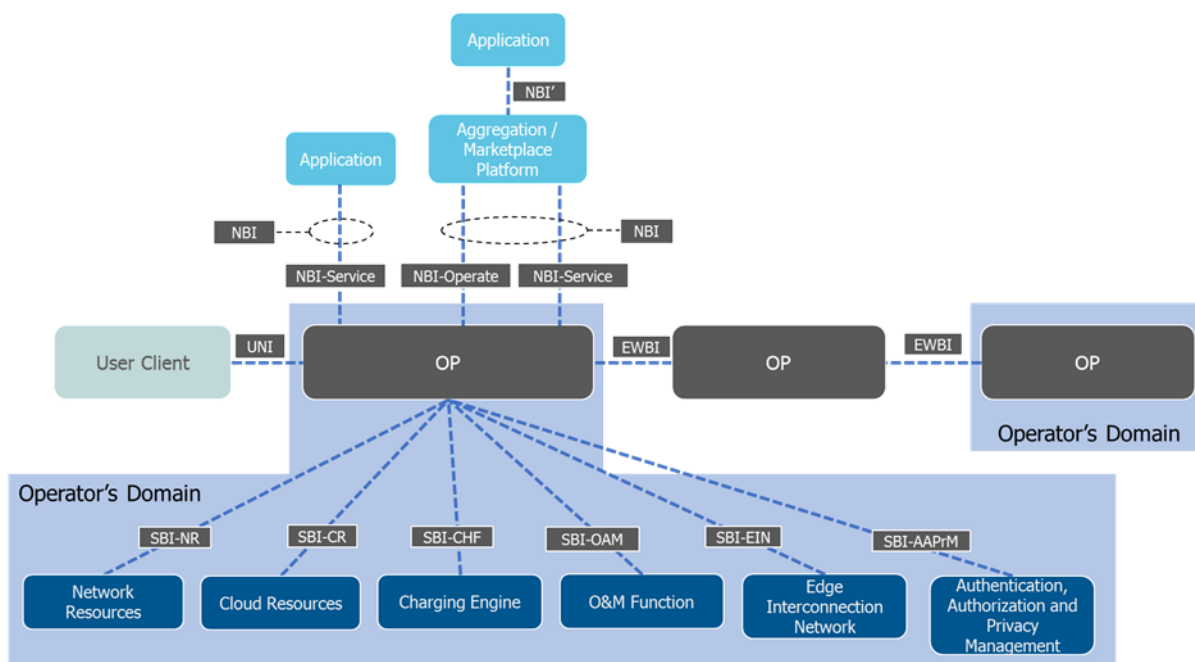 Application
NBI’
Aggregation /
Marketplace
Platform
Application
NBI
NBI
NBI-Service
NBI-Operate
NBI-Service
User Client
UNI
OP
EWBI
OP
EWBI
OP
Operator’s Domain
Operator’s Domain
SBI-NR
SBI-CR
SBI-CHF
SBI-OAM
SBI-EIN
SBI-AAPrM
Network
Resources
Cloud Resources
Charging Engine
O&M Function
Edge
Interconnection
Network
Authentication,
Authorization and
Privacy
Management